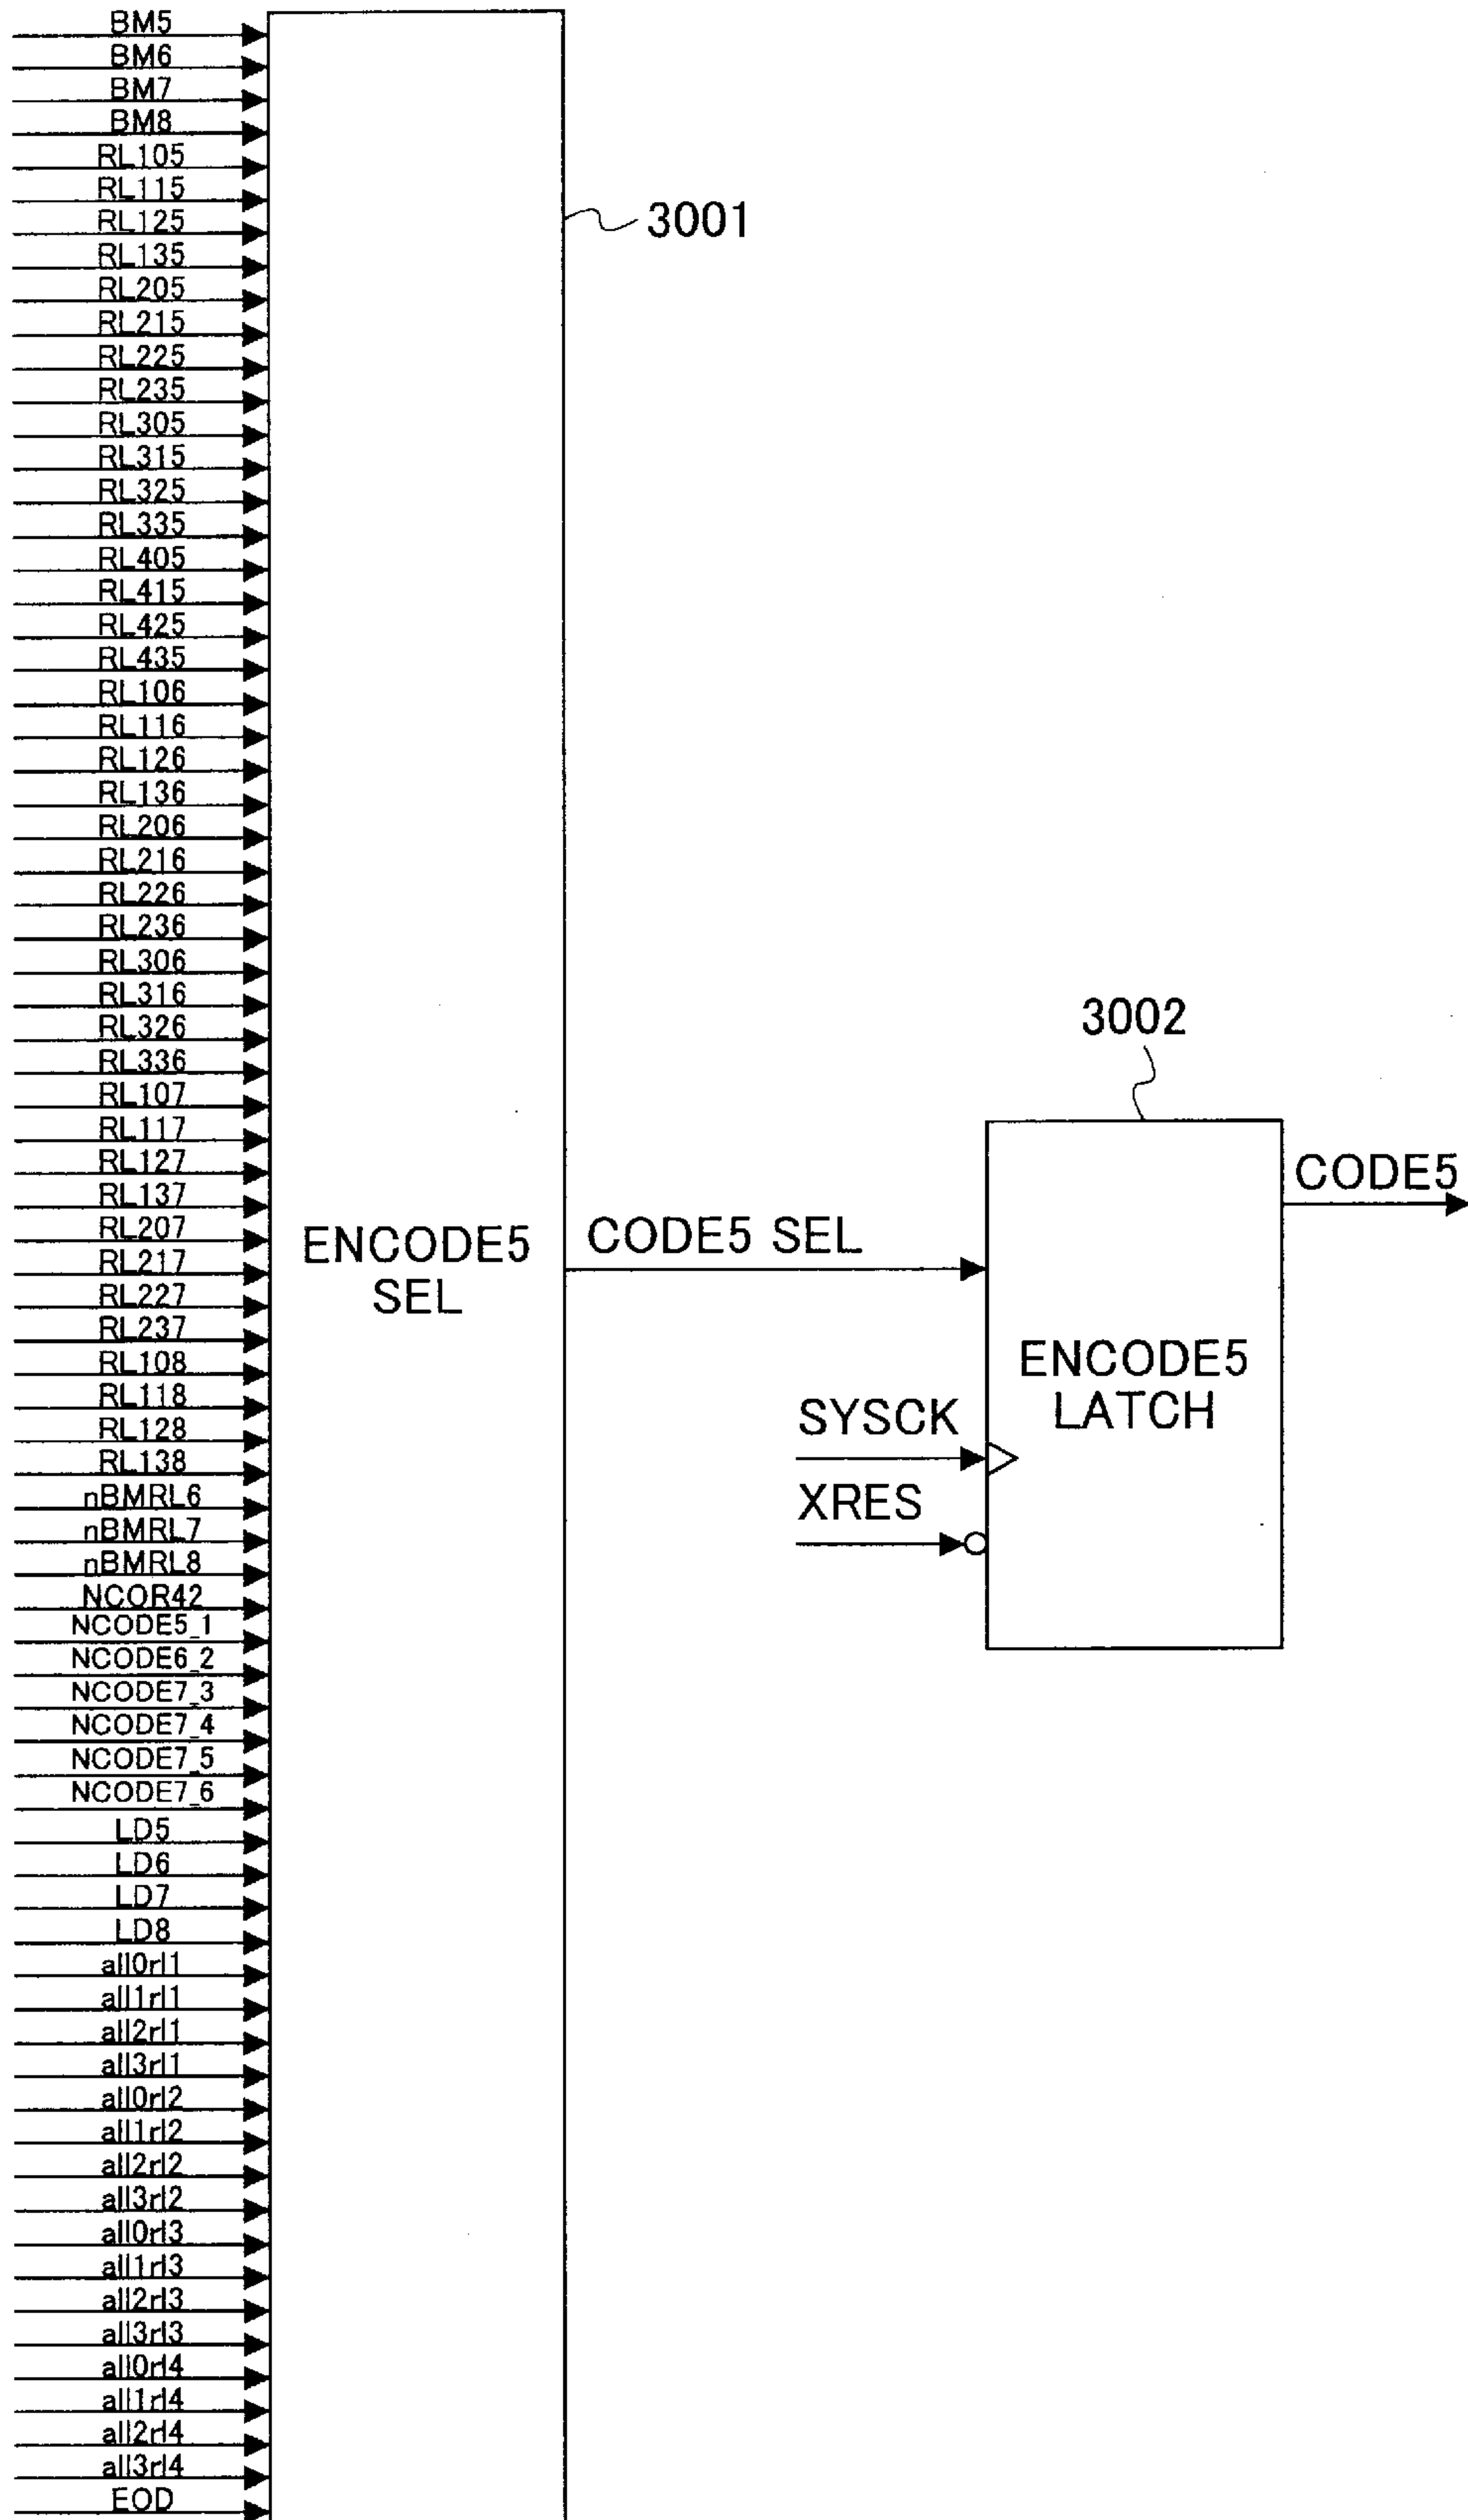 BM5
BM6
BM7
BM8
RL105
RL115
RL125
RL135
RL205
RL215
RL225
RL235
RL305
RL315
RL325
RL335
RL405
RL415
RL425
RL435
RL106
RL116
RL126
RL136
RL206
RL216
RL226
RL236
RL306
RL316
RL326
RL336
RL107
RL117
RL127
RL137
RL207
RL217
RL227
RL237
RL108
RL118
RL128
RL138
nBMRL6
nBMRL7
nBMRL8
NCOR42
NCODE5_1
NCODE6_2
NCODE7_3
NCODE7_4
NCODE7_5
NCODE7_6
LD5
LD6
LD7
LD8
all0rl1
all1rl1
all2rl1
all3rl1
all0rl2
all1rl2
all2rl2
all3rl2
all0rl3
all1rl3
all2rl3
all3rl3
all0rl4
all1rl4
all2rl4
all3rl4
EOD
ENCODE5
SEL
3001
CODE5 SEL
3002
SYSCK
XRES
ENCODE5
LATCH
CODE5